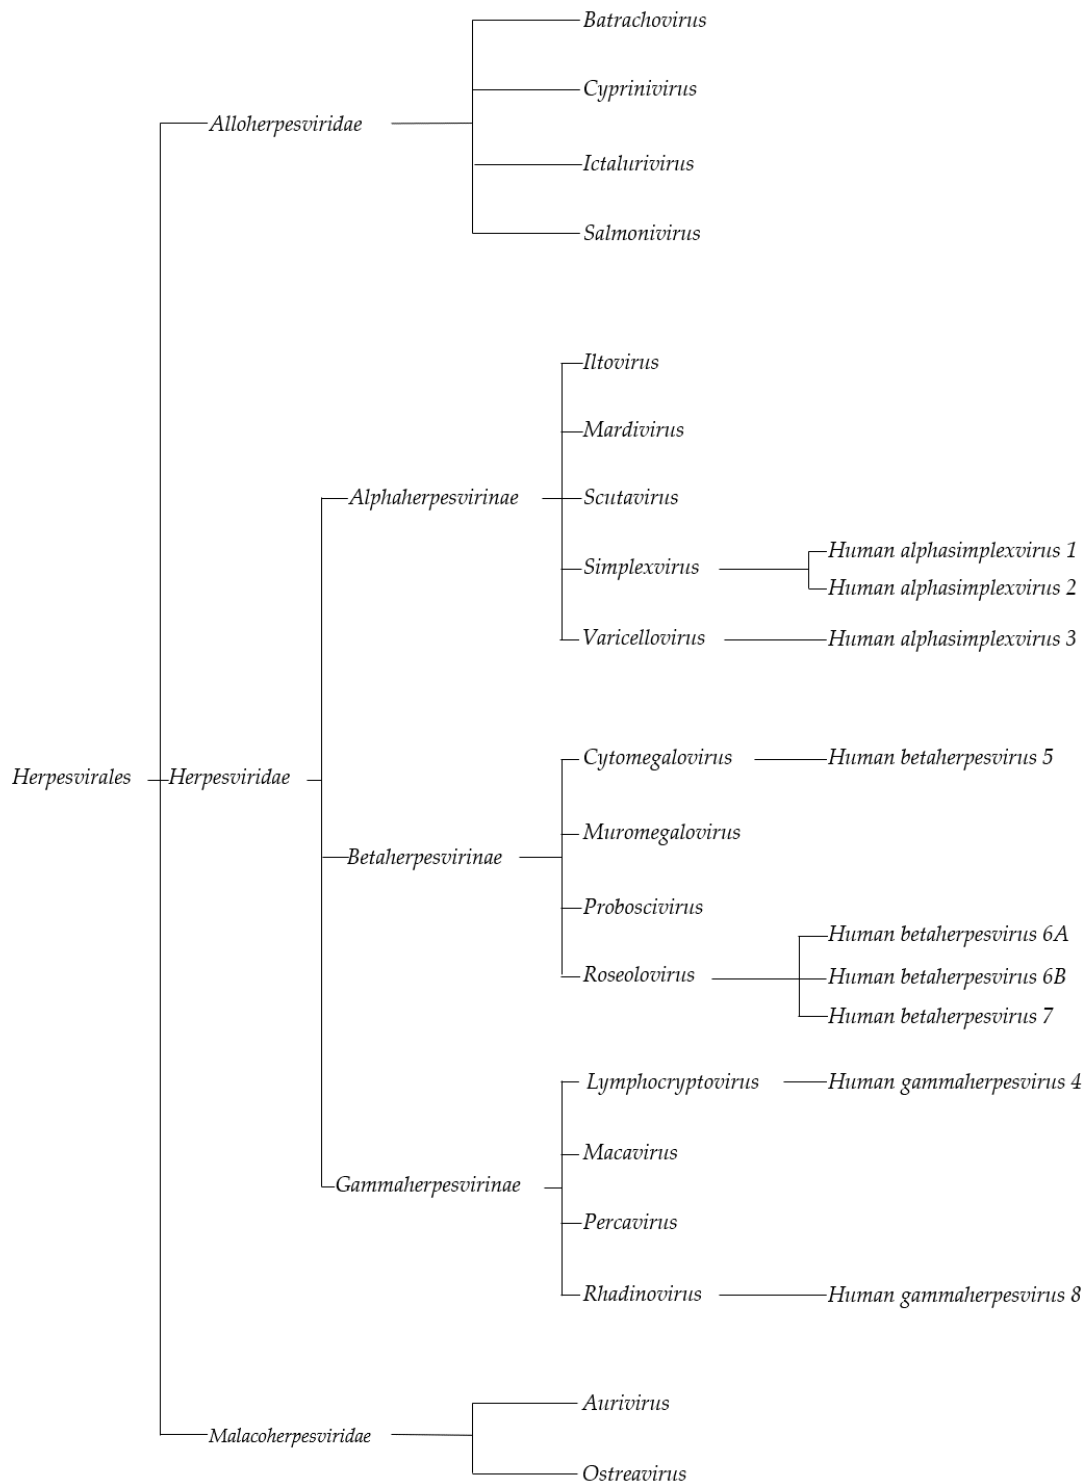 Batrachovirus
Cyprinivirus
Alloherpesviridae
Ictalurivirus
Salmonivirus
Iltovirus
Mardivirus
Alphaherpesvirinae
Scutavirus
Human alphasimplexvirus 1
Simplexvirus
Human alphasimplexvirus 2
Varicellovirus
Human alphasimplexvirus 3
Cytomegalovirus
Human betaherpesvirus 5
Herpesvirales
Herpesviridae
Muromegalovirus
Betaherpesvirinae
Proboscivirus
Human betaherpesvirus 6A
Roseolovirus
Human betaherpesvirus 6B
Human betaherpesvirus 7
Lymphocryptovirus
Human gammaherpesvirus 4
Macavirus
Gammaherpesvirinae
Percavirus
Rhadinovirus
Human gammaherpesvirus 8
Aurivirus
Malacoherpesviridae
Ostreavirus